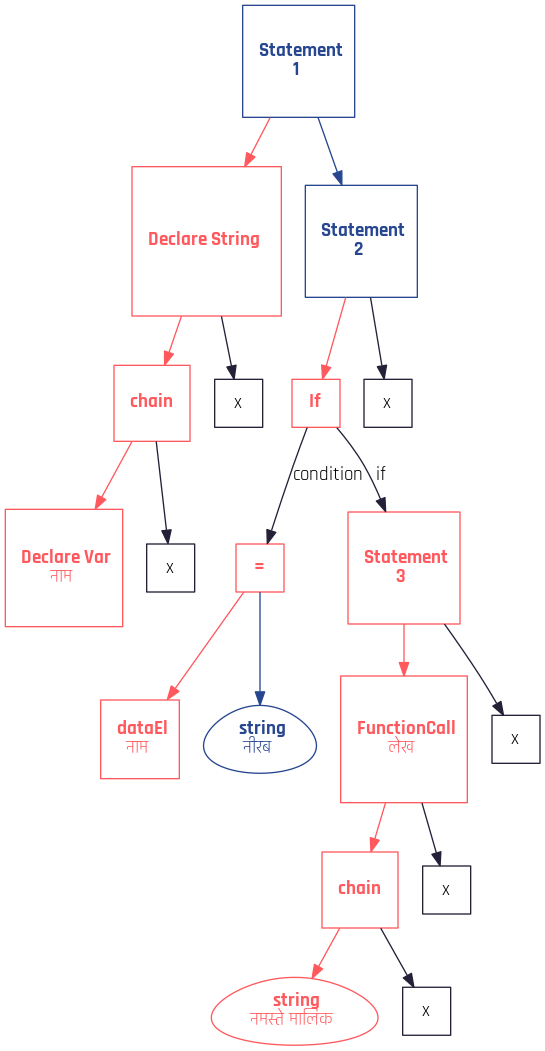 Statement
1
Declare String
Statement
2
chain
X
If
X
condition if
Declare Var
नाम
X
=
Statement
3
dataEl
नाम
string
नीरब
FunctionCall
लेख
X
chain
X
string
नमस्ते मालिक
X